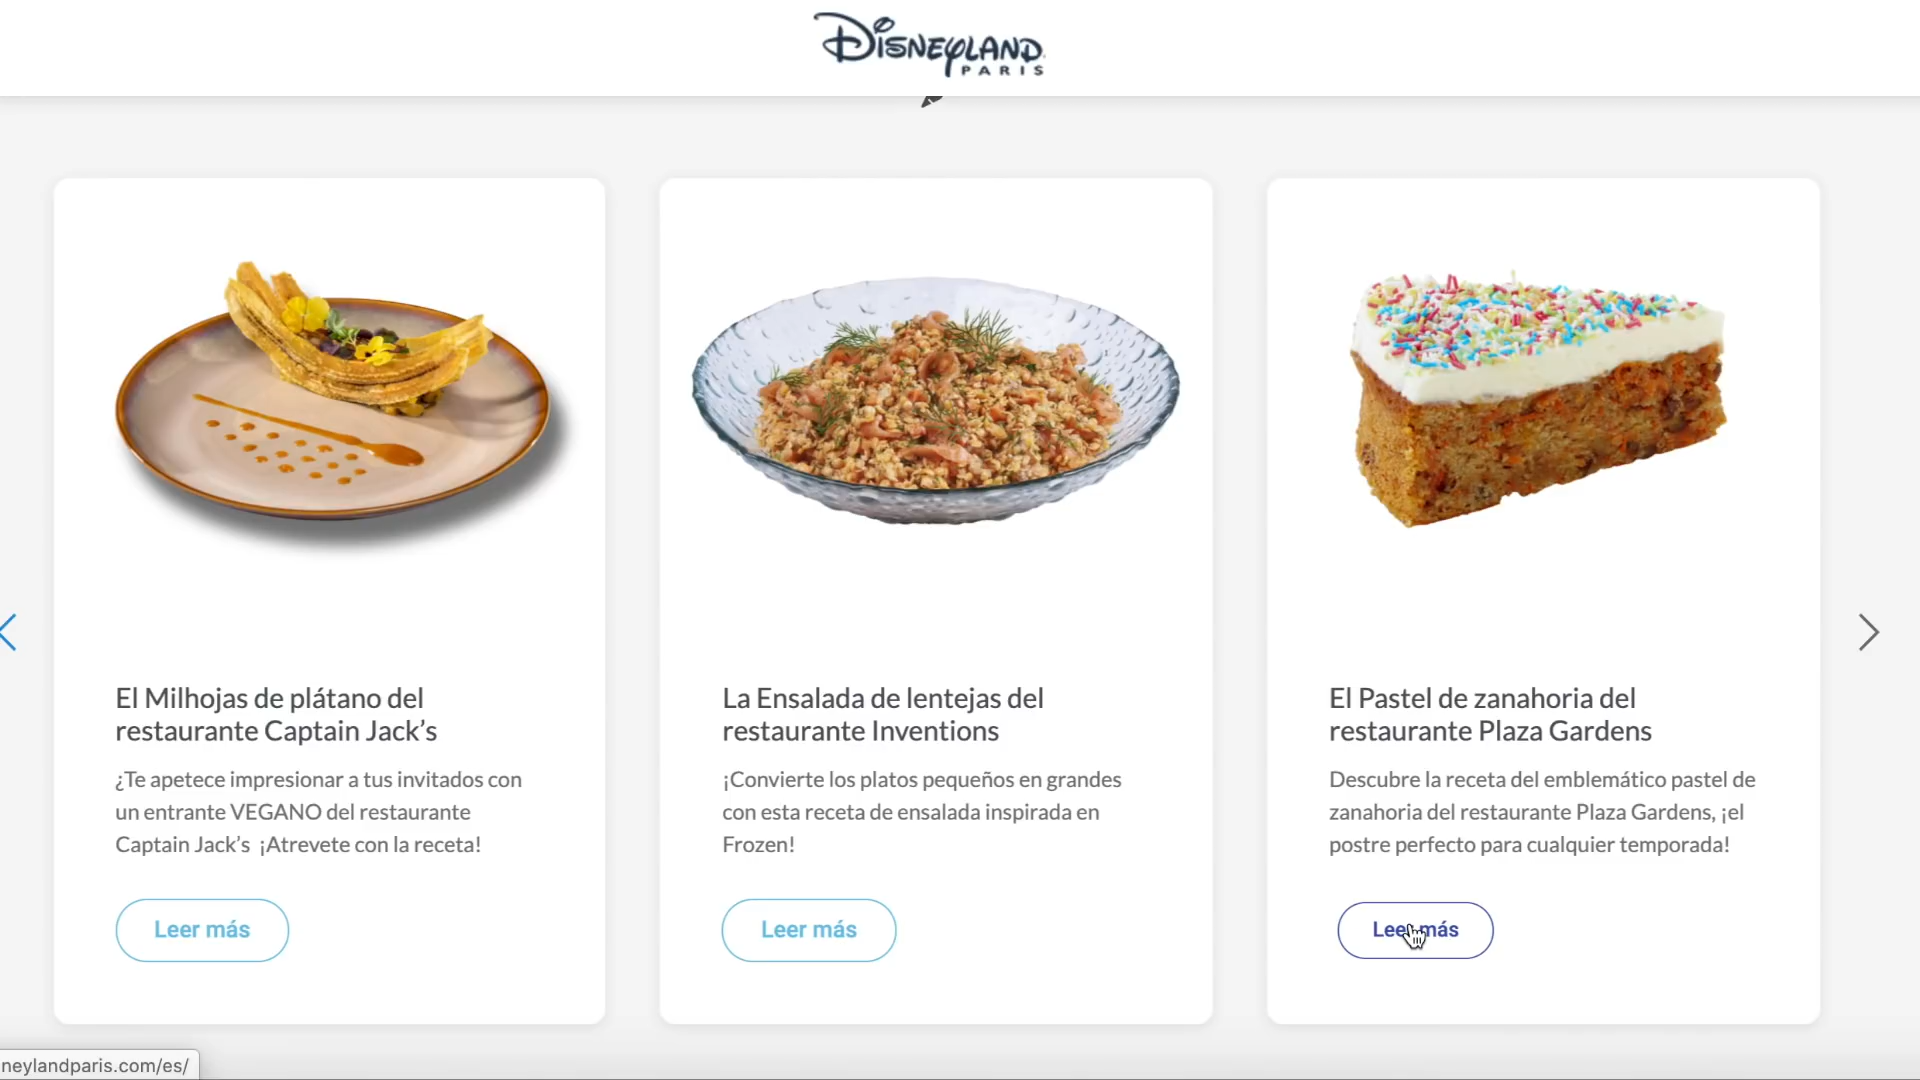 DISNEYLAND
PARIS
El Milhojas de plátano del
restaurante Captain Jack’s
¿Te apetece impresionar a tus invitados con
un entrante VEGANO del restaurante
Captain Jack’s ¡Atrevete con la receta!
Leer más
La Ensalada de lentejas del
restaurante Inventions
¡Convierte los platos pequeños en grandes
con esta receta de ensalada inspirada en
Frozen!
Leer más
El Pastel de zanahoria del
restaurante Plaza Gardens
Descubre la receta del emblemático pastel de
zanahoria del restaurante Plaza Gardens, ¡el
postre perfecto para cualquier temporada!
Leer más
neylandparis.com/es/